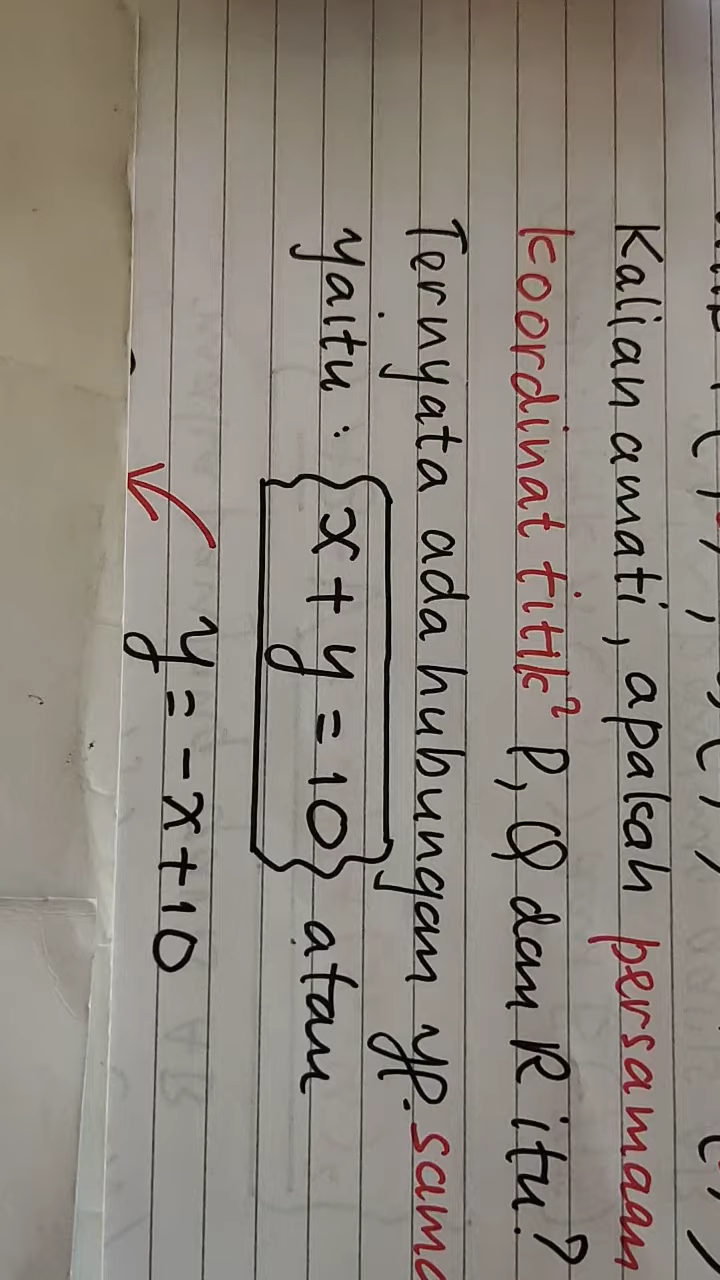 Kalian amati, apakah persamaan
koordinat titik² P, Q dan R itu?
Ternyata ada hubungan yg. sama
yaitu : {x + y = 10} atau
y = -x + 10